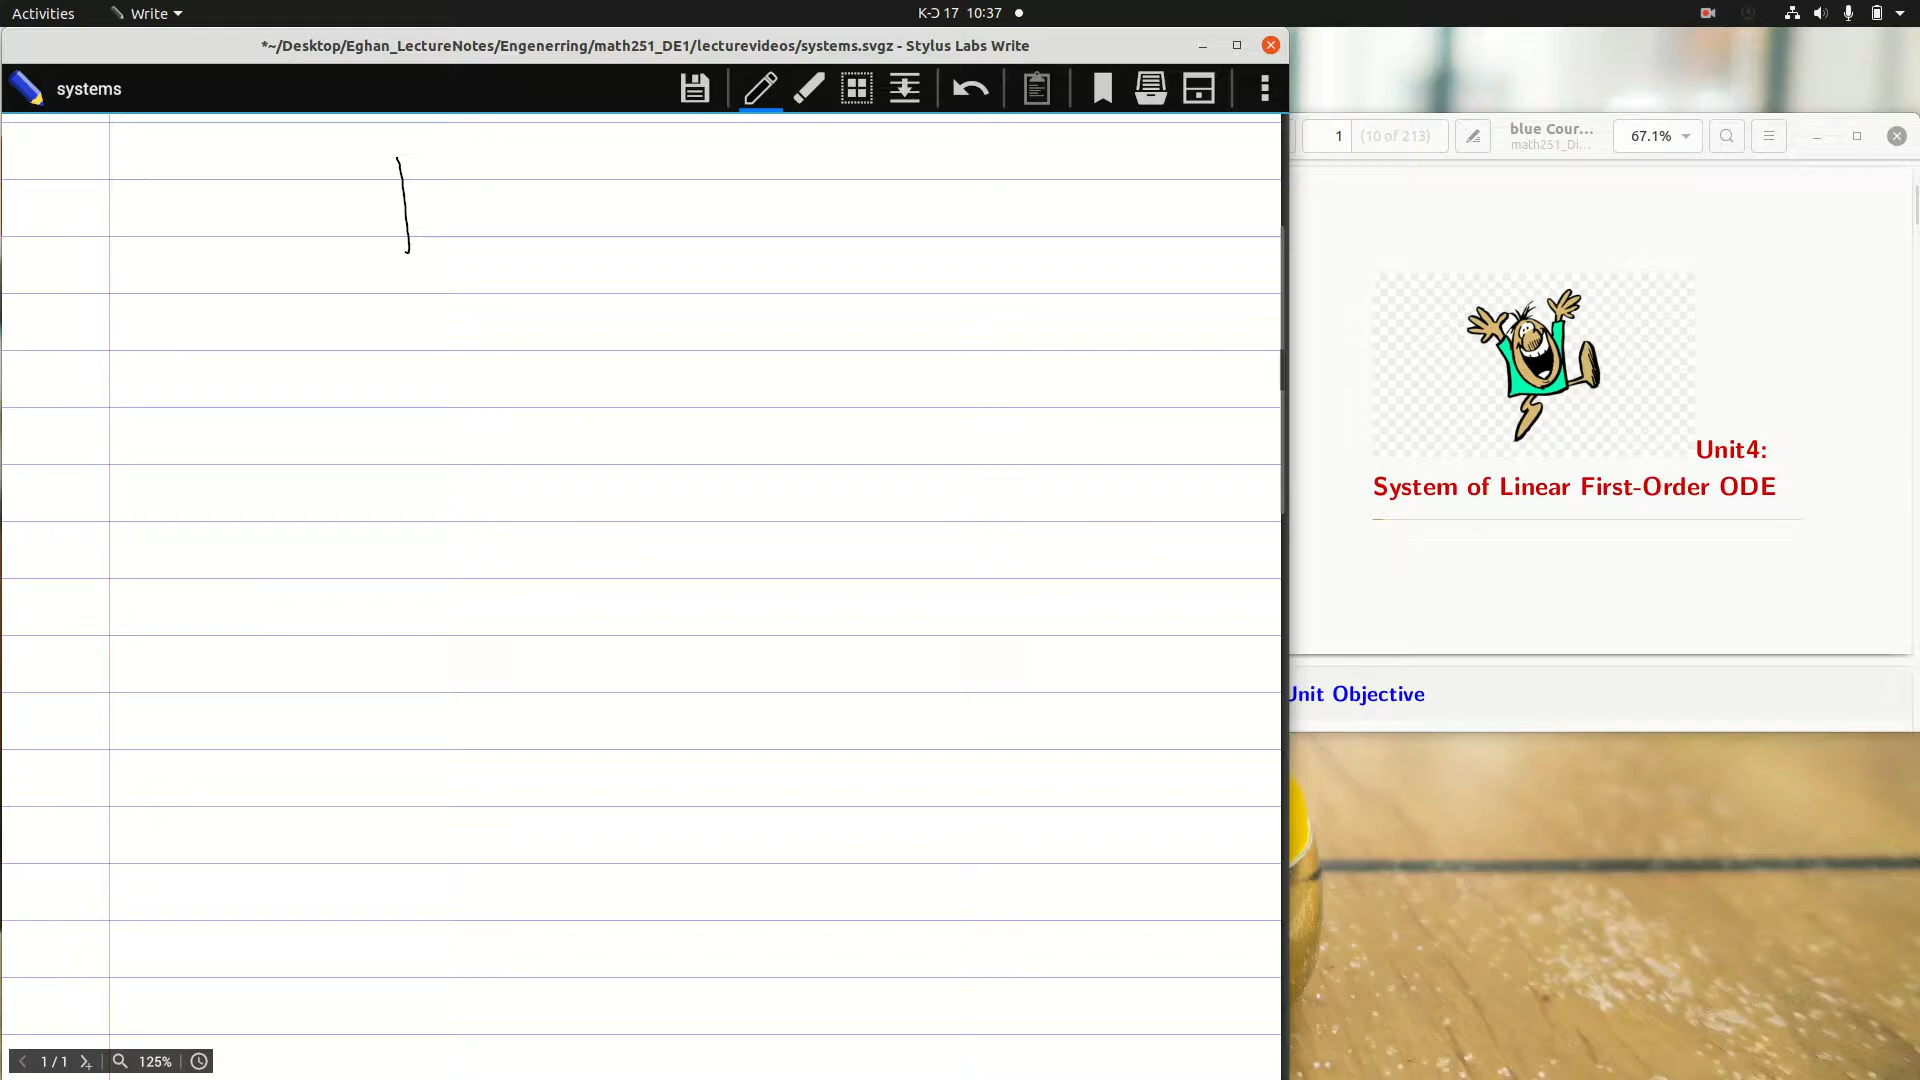 Activities
Write
K-Ɔ 17 10:37
*~/Desktop/Eghan_LectureNotes/Engenerring/math251_DE1/lecturevideos/systems.svgz - Stylus Labs Write
systems
1 (10 of 213)
blue Cour...
math251_Di...
67.1%
Unit4:
System of Linear First-Order ODE
Unit Objective
1 / 1
125%